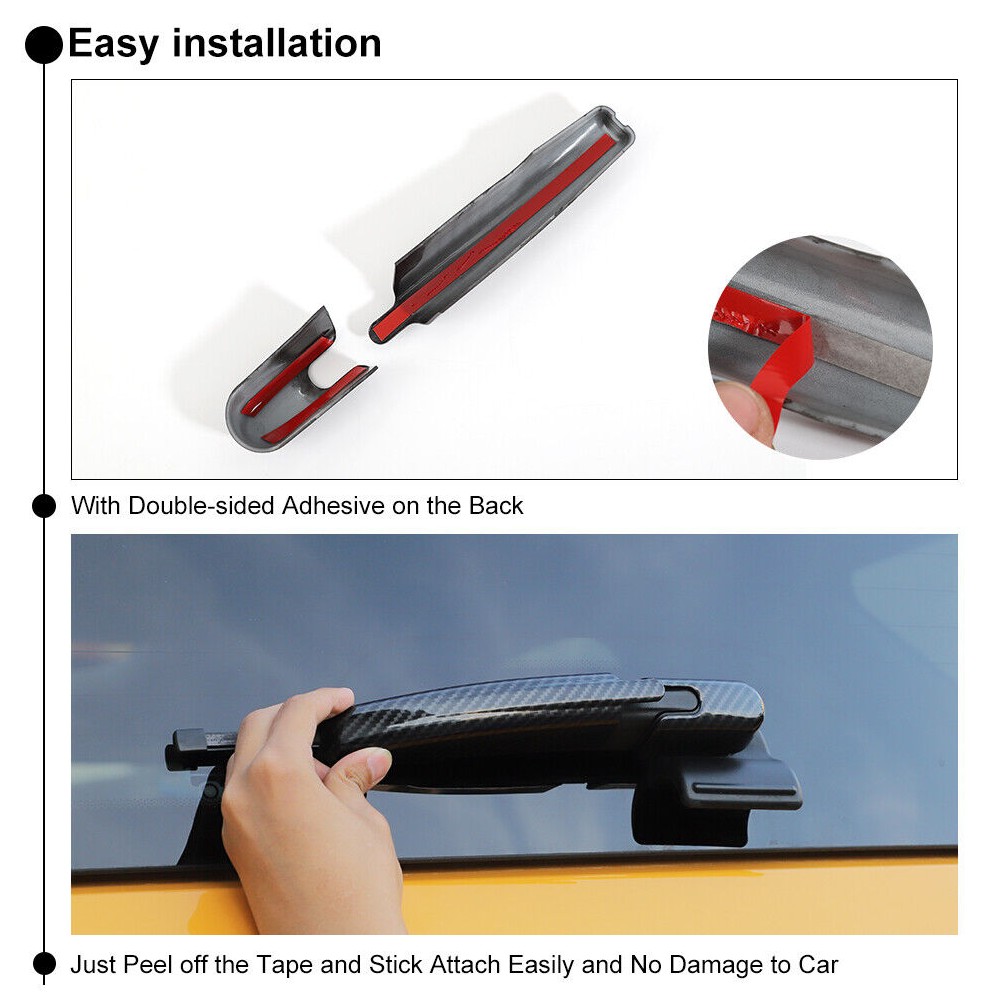 Easy installation
With Double-sided Adhesive on the Back
Just Peel off the Tape and Stick Attach Easily and No Damage to Car